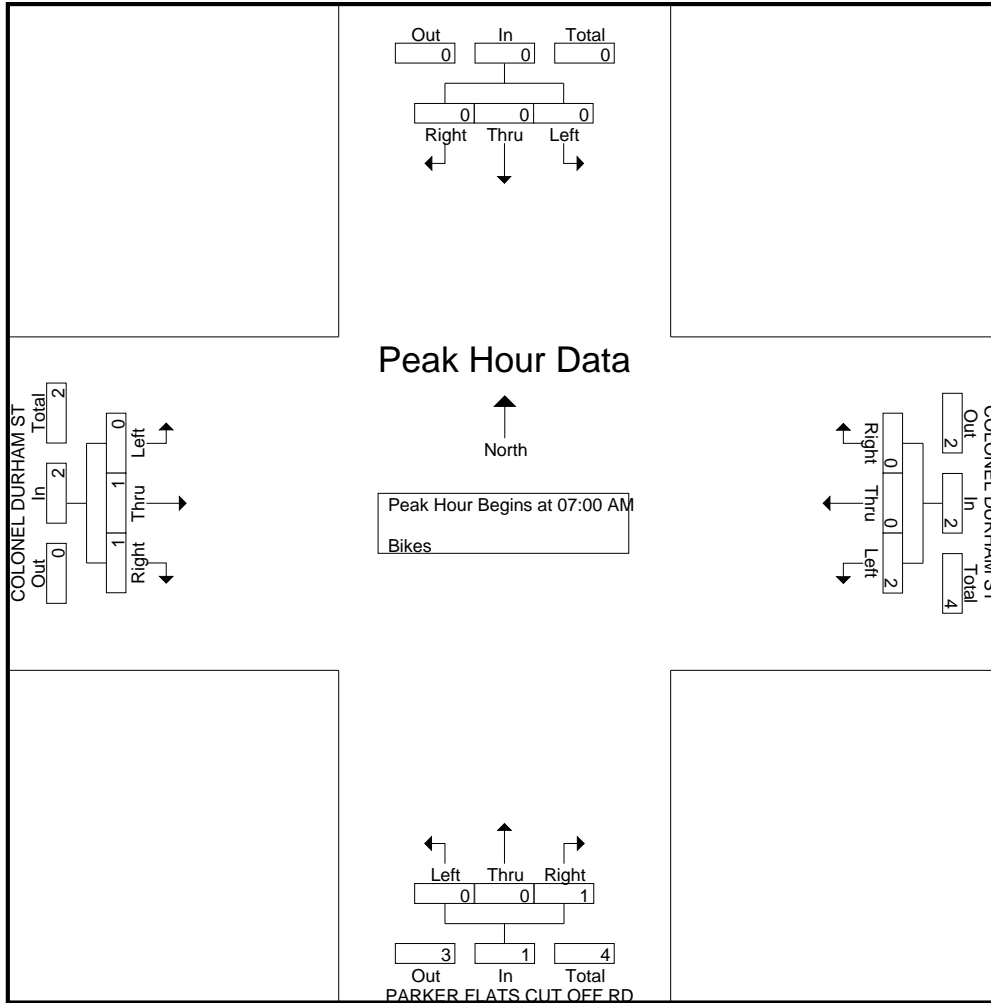 Out In Total
0 0 0
0 0 0
Right Thru Left
Peak Hour Data
North
Peak Hour Begins at 07:00 AM
Bikes
COLONEL DURHAM ST
Out In Total
0 2 2
1 1 0
Right Thru Left
COLONEL DURHAM ST
Out In Total
2 2 4
0 0 2
Right Thru Left
Left Thru Right
0 0 1
3 1 4
Out In Total
PARKER FLATS CUT OFF RD